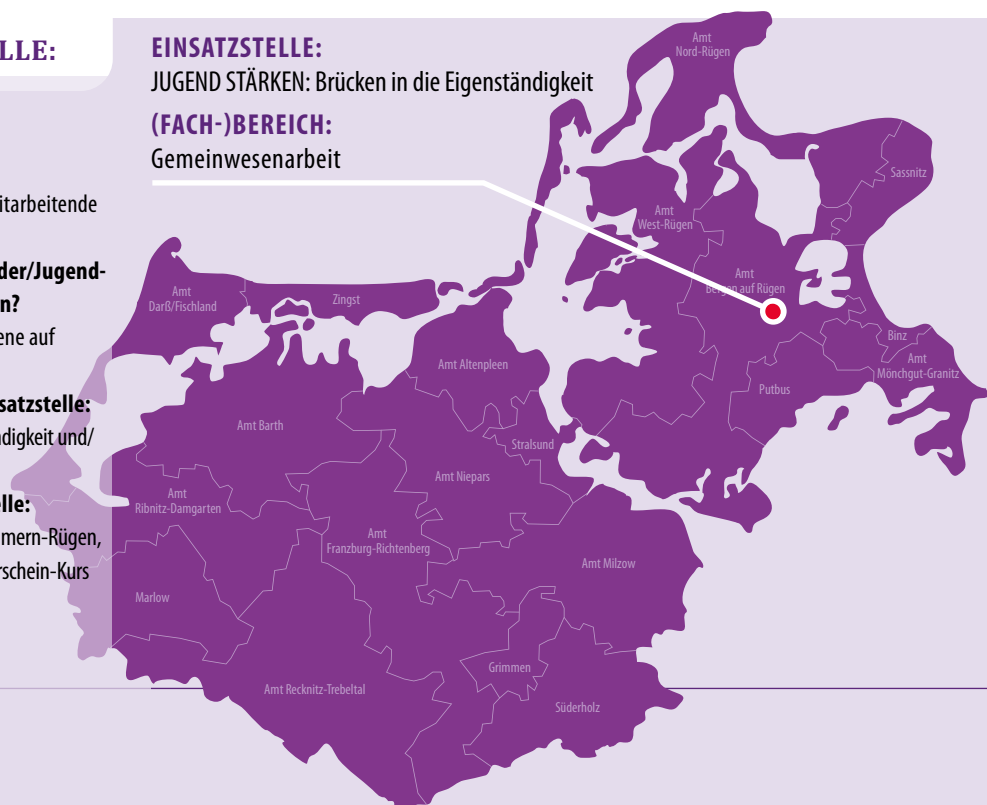 LLE:
itarbeitende
der/Jugend-
n?
ene auf
satzstelle:
digkeit und/
elle:
mern-Rügen,
rschein-Kurs
EINSATZSTELLE:
JUGEND STÄRKEN: Brücken in die Eigenständigkeit
(FACH-)BEREICH:
Gemeinwesenarbeit
Amt
Nord-Rügen
Sassnitz
Amt
West-Rügen
Amt
Bergen auf Rügen
Amt
Darß/Fischland
Zingst
Binz
Amt
Mönchgut-Granitz
Putbus
Amt Altenpleen
Amt Barth
Stralsund
Amt Niepars
Amt
Ribnitz-Damgarten
Amt
Franzburg-Richtenberg
Amt Milzow
Marlow
Grimmen
Amt Recknitz-Trebeltal
Süderholz